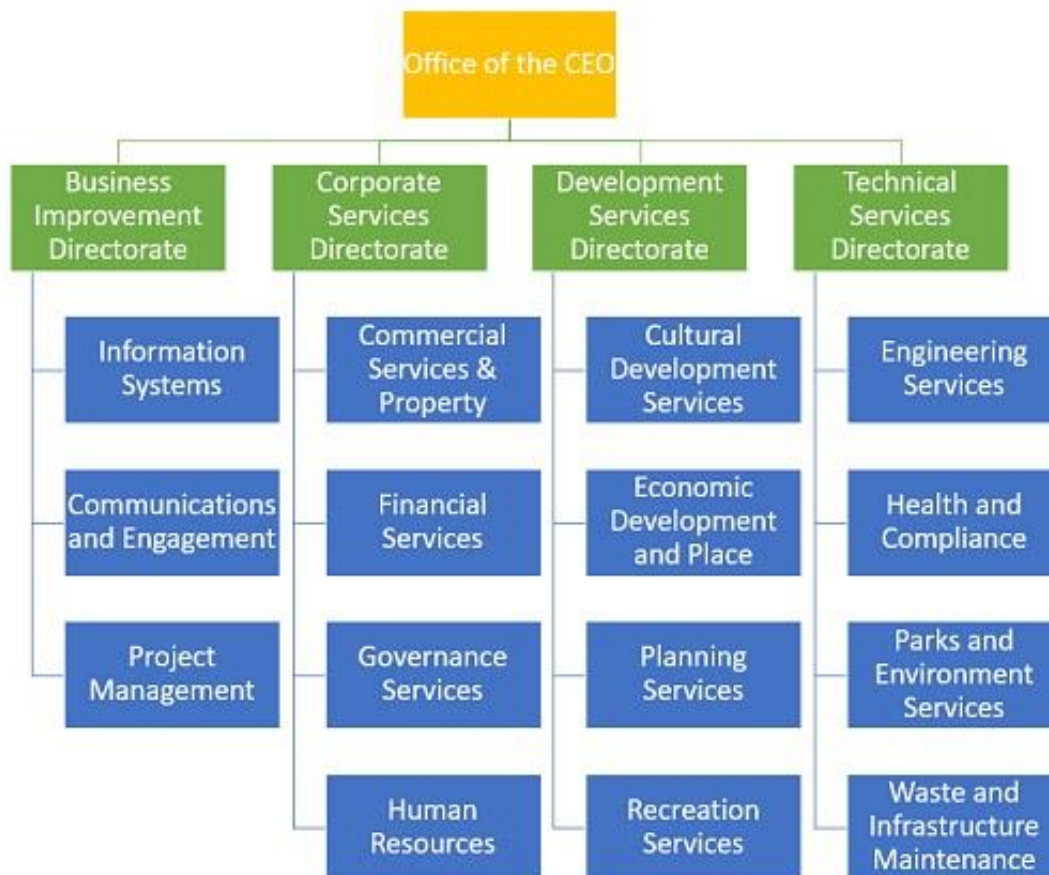 Office of the CEO
Business
Improvement
Directorate
Corporate
Services
Directorate
Development
Services
Directorate
Technical
Services
Directorate
Information
Systems
Communications
and Engagement
Project
Management
Commercial
Services &
Property
Financial
Services
Governance
Services
Human
Resources
Cultural
Development
Services
Economic
Development
and Place
Planning
Services
Recreation
Services
Engineering
Services
Health and
Compliance
Parks and
Environment
Services
Waste and
Infrastructure
Maintenance